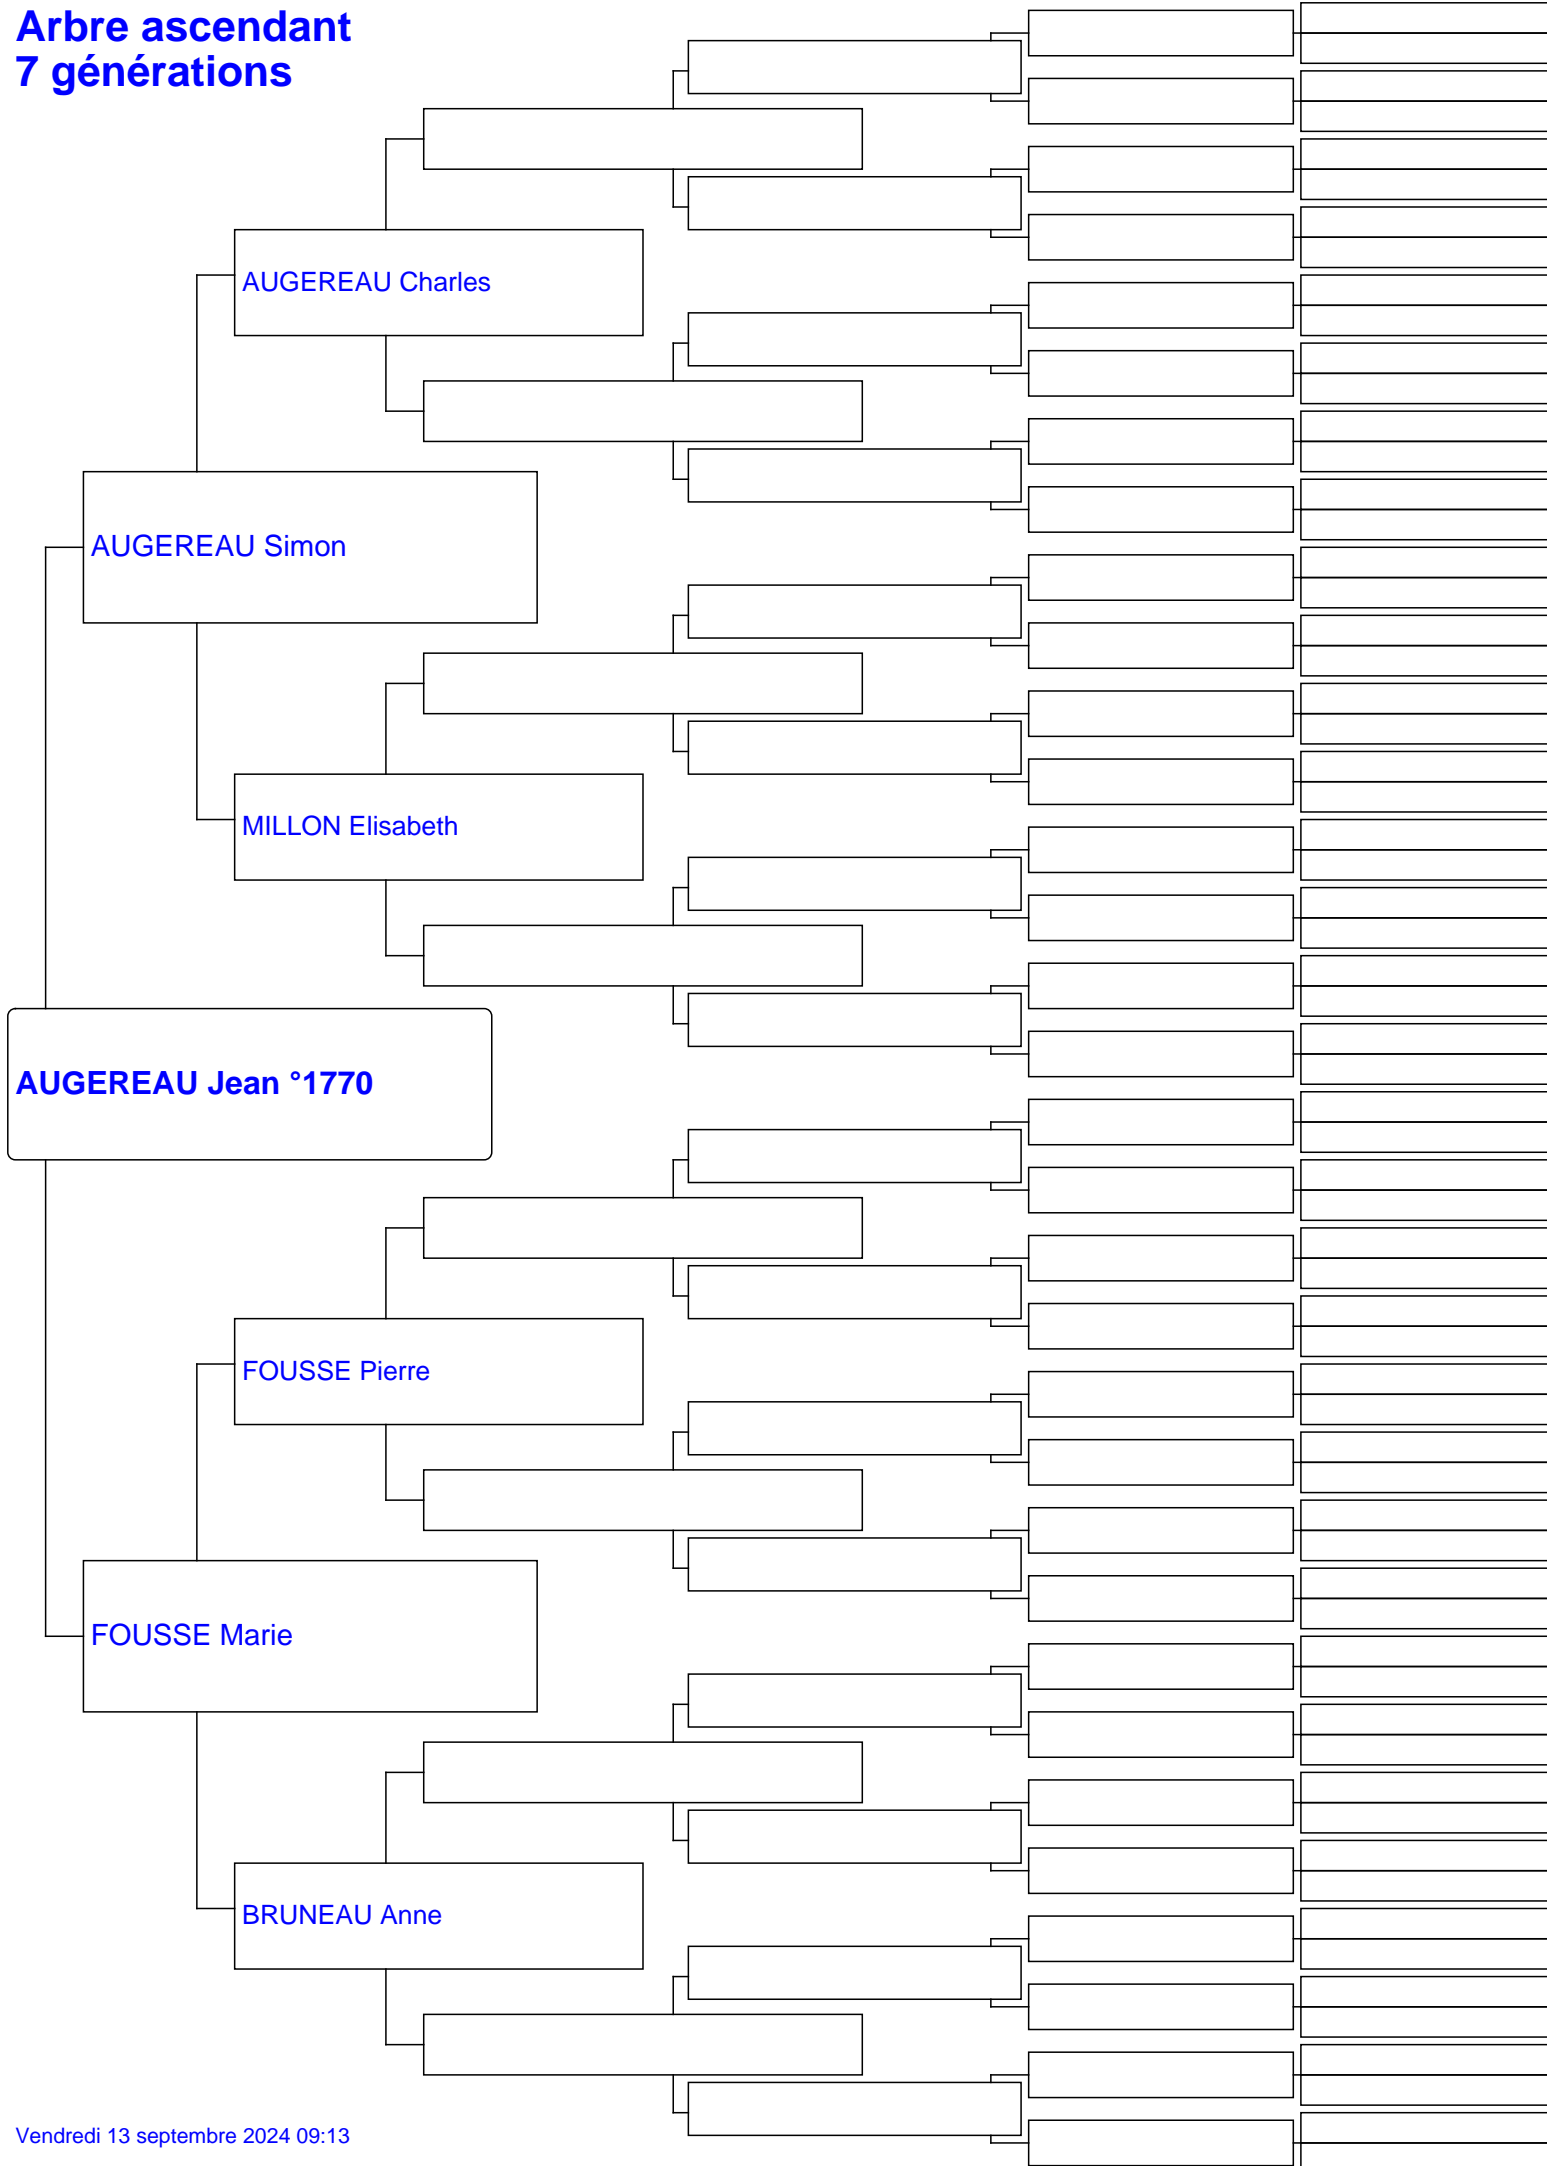 Arbre ascendant
7 générations
AUGEREAU Charles
AUGEREAU Simon
MILLON Elisabeth
AUGEREAU Jean °1770
FOUSSE Pierre
FOUSSE Marie
BRUNEAU Anne
Vendredi 13 septembre 2024 09:13